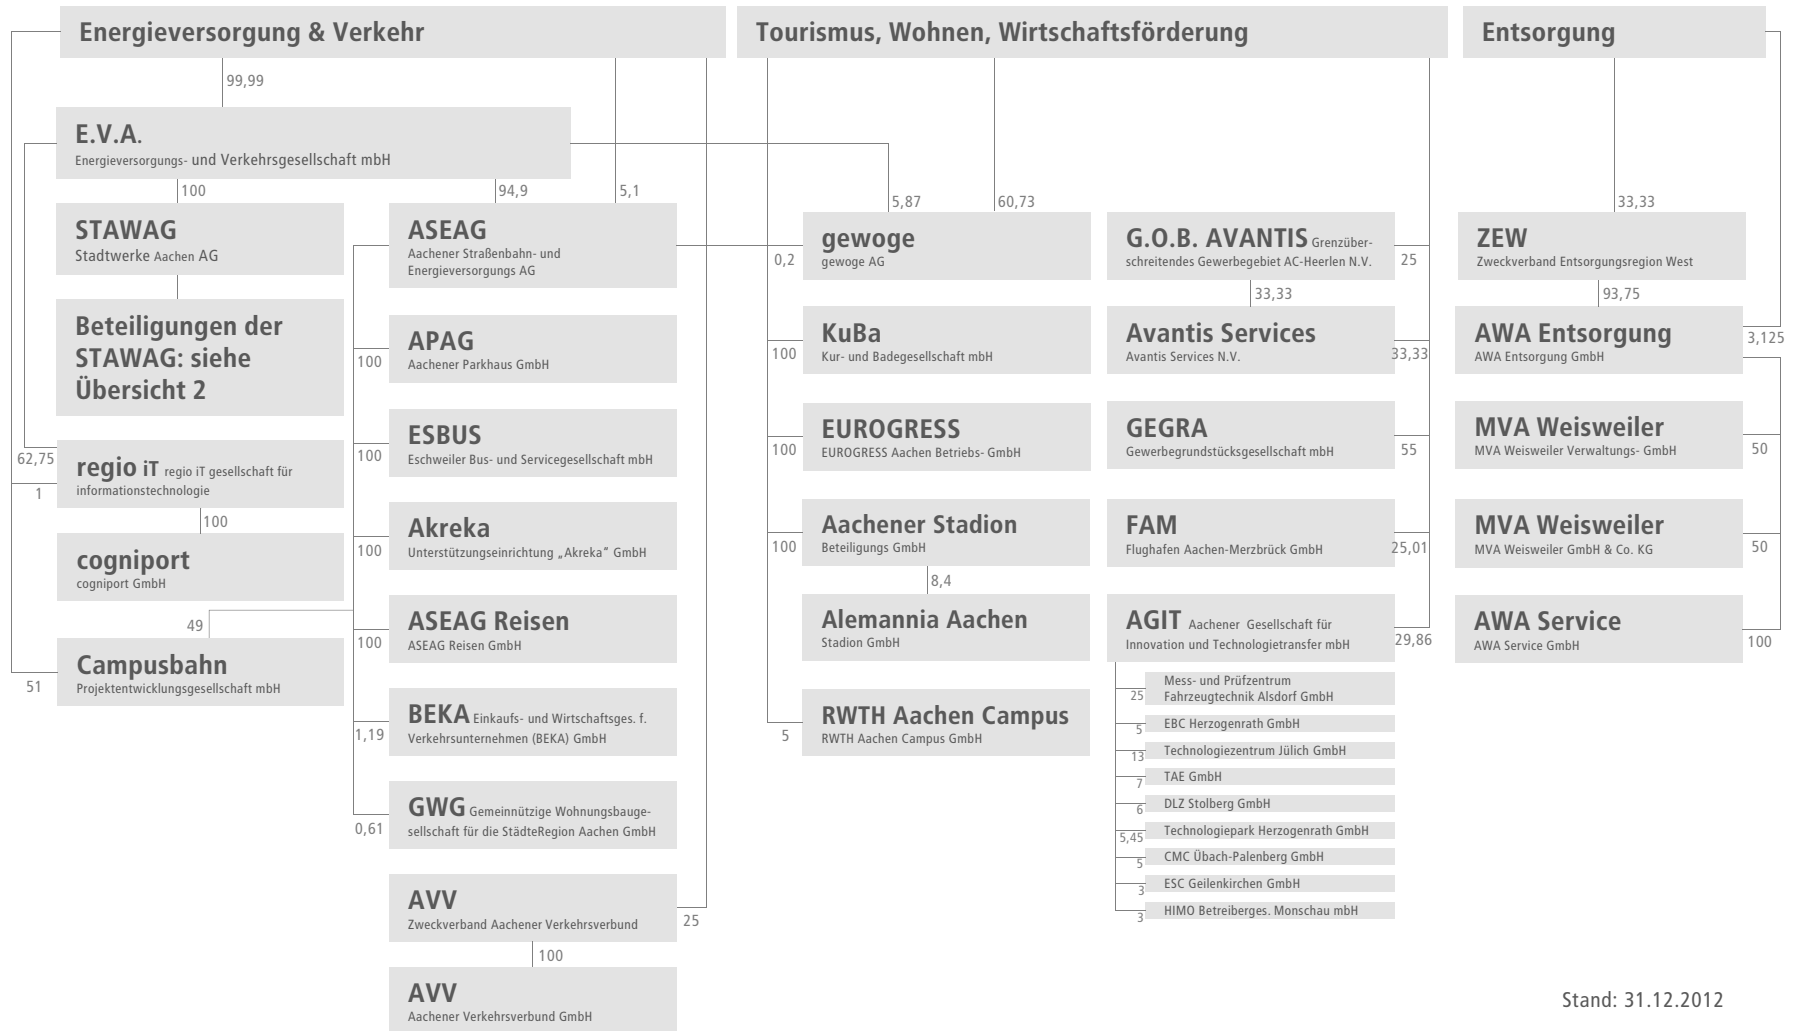 Energieversorgung & Verkehr
99,99
E.V.A.
Energieversorgungs- und Verkehrsgesellschaft mbH
100
94,9
5,1
STAWAG
Stadtwerke Aachen AG
Beteiligungen der
STAWAG: siehe
Übersicht 2
62,75
1
regio iT regio iT gesellschaft für
informationstechnologie
100
cogniport
cogniport GmbH
49
51
Campusbahn
Projektentwicklungsgesellschaft mbH
ASEAG
Aachener Straßenbahn- und
Energieversorgungs AG
100
APAG
Aachener Parkhaus GmbH
100
ESBUS
Eschweiler Bus- und Servicegesellschaft mbH
100
Akreka
Unterstützungseinrichtung „Akreka“ GmbH
100
ASEAG Reisen
ASEAG Reisen GmbH
1,19
BEKA Einkaufs- und Wirtschaftsges. f.
Verkehrsunternehmen (BEKA) GmbH
0,61
GWG Gemeinnützige Wohnungsbauge-
sellschaft für die StädteRegion Aachen GmbH
AVV
Zweckverband Aachener Verkehrsverbund
25
100
AVV
Aachener Verkehrsverbund GmbH
Tourismus, Wohnen, Wirtschaftsförderung
5,87
60,73
0,2
gewoge
gewoge AG
100
KuBa
Kur- und Badegesellschaft mbH
100
EUROGRESS
EUROGRESS Aachen Betriebs- GmbH
100
Aachener Stadion
Beteiligungs GmbH
8,4
Alemannia Aachen
Stadion GmbH
5
RWTH Aachen Campus
RWTH Aachen Campus GmbH
G.O.B. AVANTIS Grenzüber-
schreitendes Gewerbegebiet AC-Heerlen N.V.
25
33,33
Avantis Services
Avantis Services N.V.
33,33
GEGRA
Gewerbegrundstücksgesellschaft mbH
55
FAM
Flughafen Aachen-Merzbrück GmbH
25,01
AGIT Aachener Gesellschaft für
Innovation und Technologietransfer mbH
29,86
25
Mess- und Prüfzentrum
Fahrzeugtechnik Alsdorf GmbH
5
EBC Herzogenrath GmbH
13
Technologiezentrum Jülich GmbH
7
TAE GmbH
6
DLZ Stolberg GmbH
5,45
Technologiepark Herzogenrath GmbH
5
CMC Übach-Palenberg GmbH
3
ESC Geilenkirchen GmbH
3
HIMO Betreiberges. Monschau mbH
Entsorgung
33,33
ZEW
Zweckverband Entsorgungsregion West
93,75
AWA Entsorgung
AWA Entsorgung GmbH
3,125
MVA Weisweiler
MVA Weisweiler Verwaltungs- GmbH
50
MVA Weisweiler
MVA Weisweiler GmbH & Co. KG
50
AWA Service
AWA Service GmbH
100
Stand: 31.12.2012